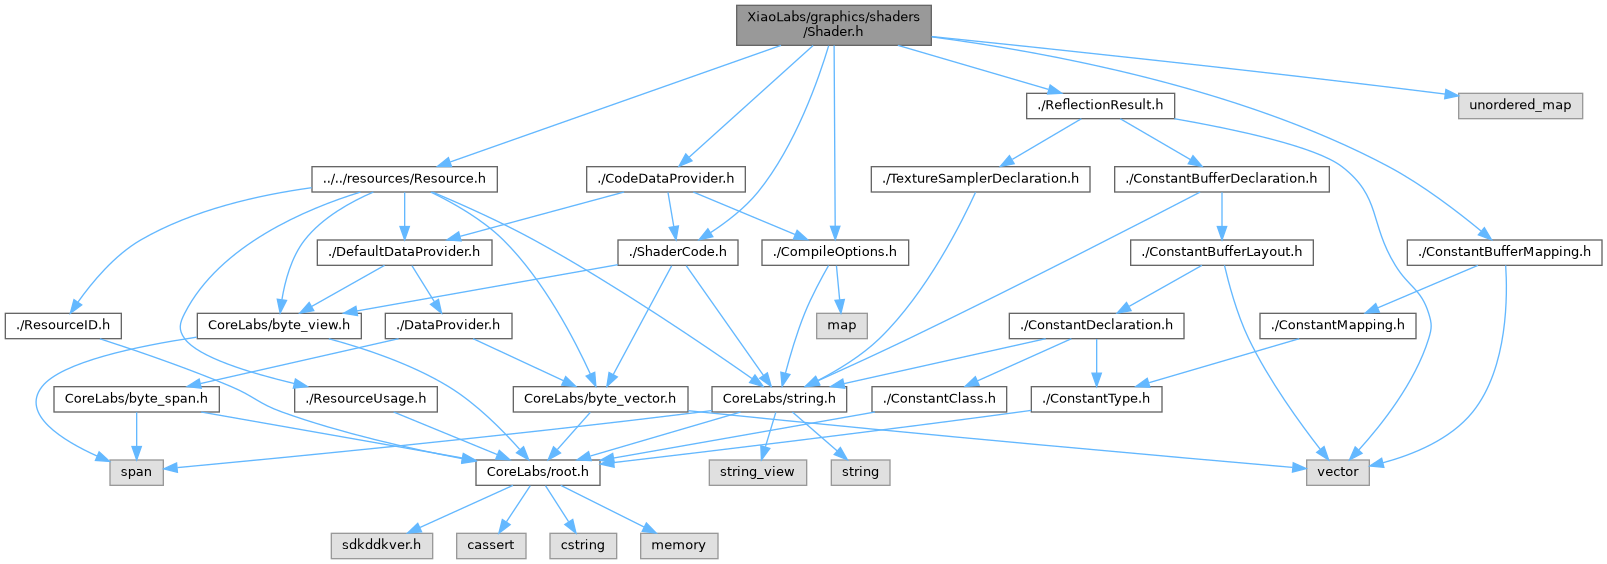 XiaoLabs/graphics/shaders
/Shader.h
./ReflectionResult.h
unordered_map
../../resources/Resource.h
./CodeDataProvider.h
./TextureSamplerDeclaration.h
./ConstantBufferDeclaration.h
./DefaultDataProvider.h
./ShaderCode.h
./CompileOptions.h
./ConstantBufferLayout.h
./ConstantBufferMapping.h
./ResourceID.h
CoreLabs/byte_view.h
./DataProvider.h
map
./ConstantDeclaration.h
./ConstantMapping.h
CoreLabs/byte_span.h
./ResourceUsage.h
CoreLabs/byte_vector.h
CoreLabs/string.h
./ConstantClass.h
./ConstantType.h
span
CoreLabs/root.h
string_view
string
vector
sdkddkver.h
cassert
cstring
memory